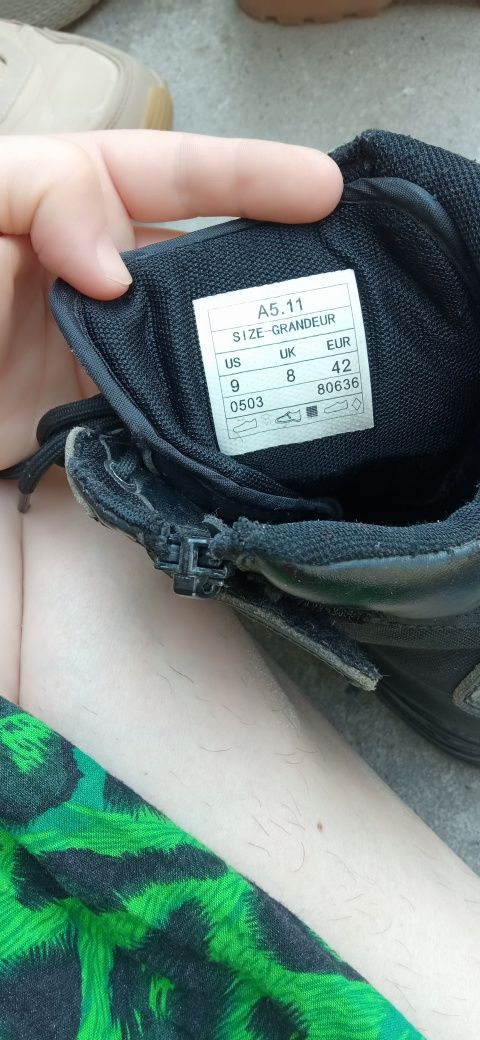 A5.11
SIZE-GRANDEUR
US UK EUR
9 8 42
0503 80636